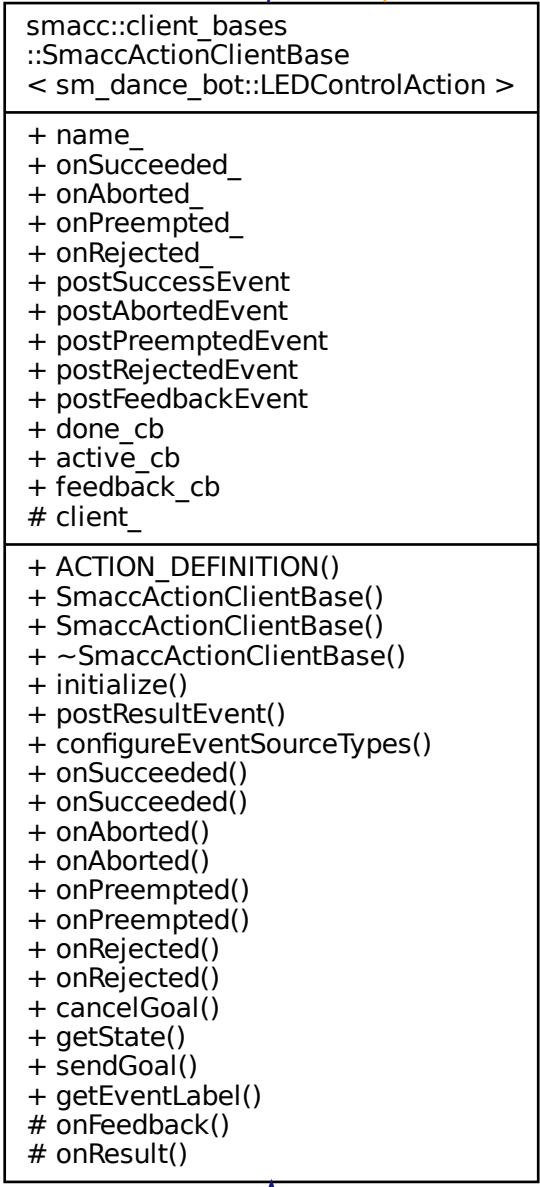 smacc::client_bases
::SmaccActionClientBase
< sm_dance_bot::LEDControlAction >
+ name_
+ onSucceeded_
+ onAborted_
+ onPreempted_
+ onRejected_
+ postSuccessEvent
+ postAbortedEvent
+ postPreemptedEvent
+ postRejectedEvent
+ postFeedbackEvent
+ done_cb
+ active_cb
+ feedback_cb
# client_
+ ACTION_DEFINITION()
+ SmaccActionClientBase()
+ SmaccActionClientBase()
+ ~SmaccActionClientBase()
+ initialize()
+ postResultEvent()
+ configureEventSourceTypes()
+ onSucceeded()
+ onSucceeded()
+ onAborted()
+ onAborted()
+ onPreempted()
+ onPreempted()
+ onRejected()
+ onRejected()
+ cancelGoal()
+ getState()
+ sendGoal()
+ getEventLabel()
# onFeedback()
# onResult()